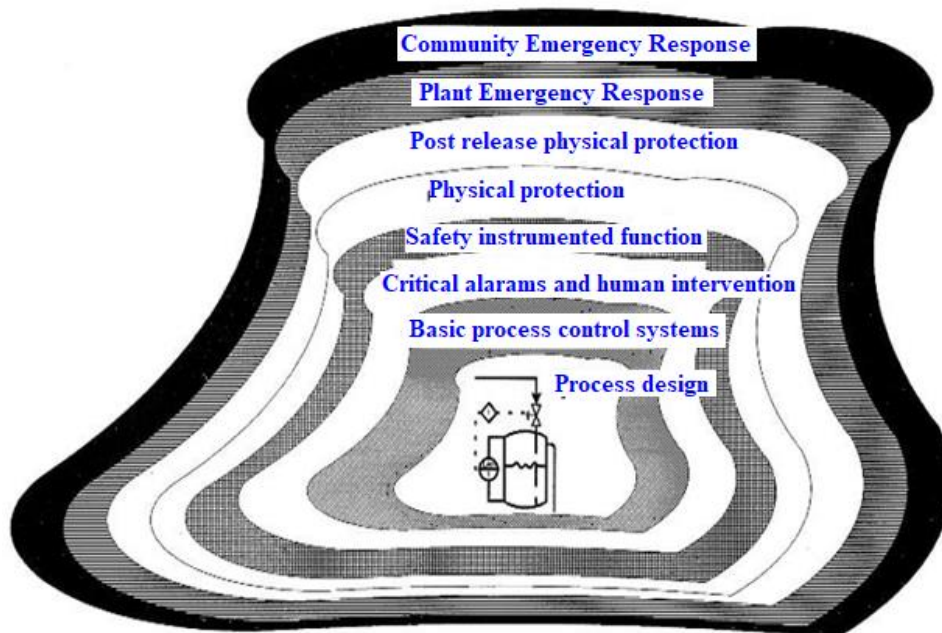 Community Emergency Response
Plant Emergency Response
Post release physical protection
Physical protection
Safety instrumented function
Critical alarams and human intervention
Basic process control systems
Process design